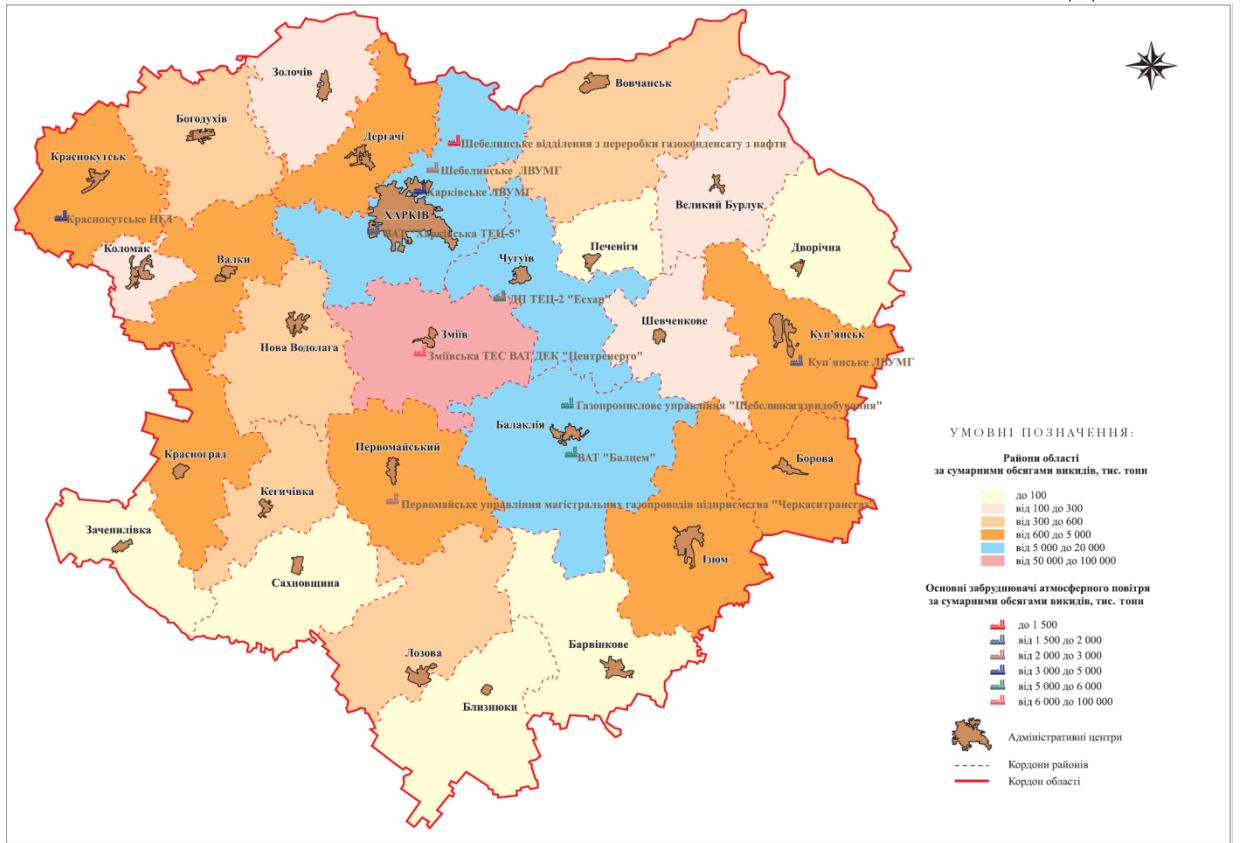 Золочів
Вовчанськ
Богодухів
Дергачі
Шебелинське відділення з переробки газоконденсату з нафти
Краснокутськ
Шебелинське ЛВУМГ
Харківське ЛВУМГ
Великий Бурлук
ХАРКІВ
Краснокутське НГЛ
ВАТ "Харківська ТЕЦ-5"
Печеніги
Дворічна
Коломак
Валки
Чугуїв
ДП ТЕЦ-2 "Есхар"
Зміїв
Шевченкове
Куп'янськ
Нова Водолага
Зміївська ТЕС ВАТ ДЕК "Центренерго"
Куп'янське ЛВУМГ
Газопромислове управління "Шебелинкагазвидобування"
Балаклія
Красноград
Первомайський
ВАТ "Балцем"
Борова
Кегичівка
Первомайське управління магістральних газопроводів підприємства "Черкаситрансгаз"
Зачепилівка
Ізюм
Сахновщина
Барвінкове
Лозова
Близнюки
УМОВНІ ПОЗНАЧЕННЯ:
Райони області
за сумарними обсягами викидів, тис. тонн
до 100
від 100 до 300
від 300 до 600
від 600 до 5 000
від 5 000 до 20 000
від 50 000 до 100 000
Основні забруднювачі атмосферного повітря
за сумарними обсягами викидів, тис. тонн
до 1 500
від 1 500 до 2 000
від 2 000 до 3 000
від 3 000 до 5 000
від 5 000 до 6 000
від 6 000 до 100 000
Адміністративні центри
Кордони районів
Кордон області